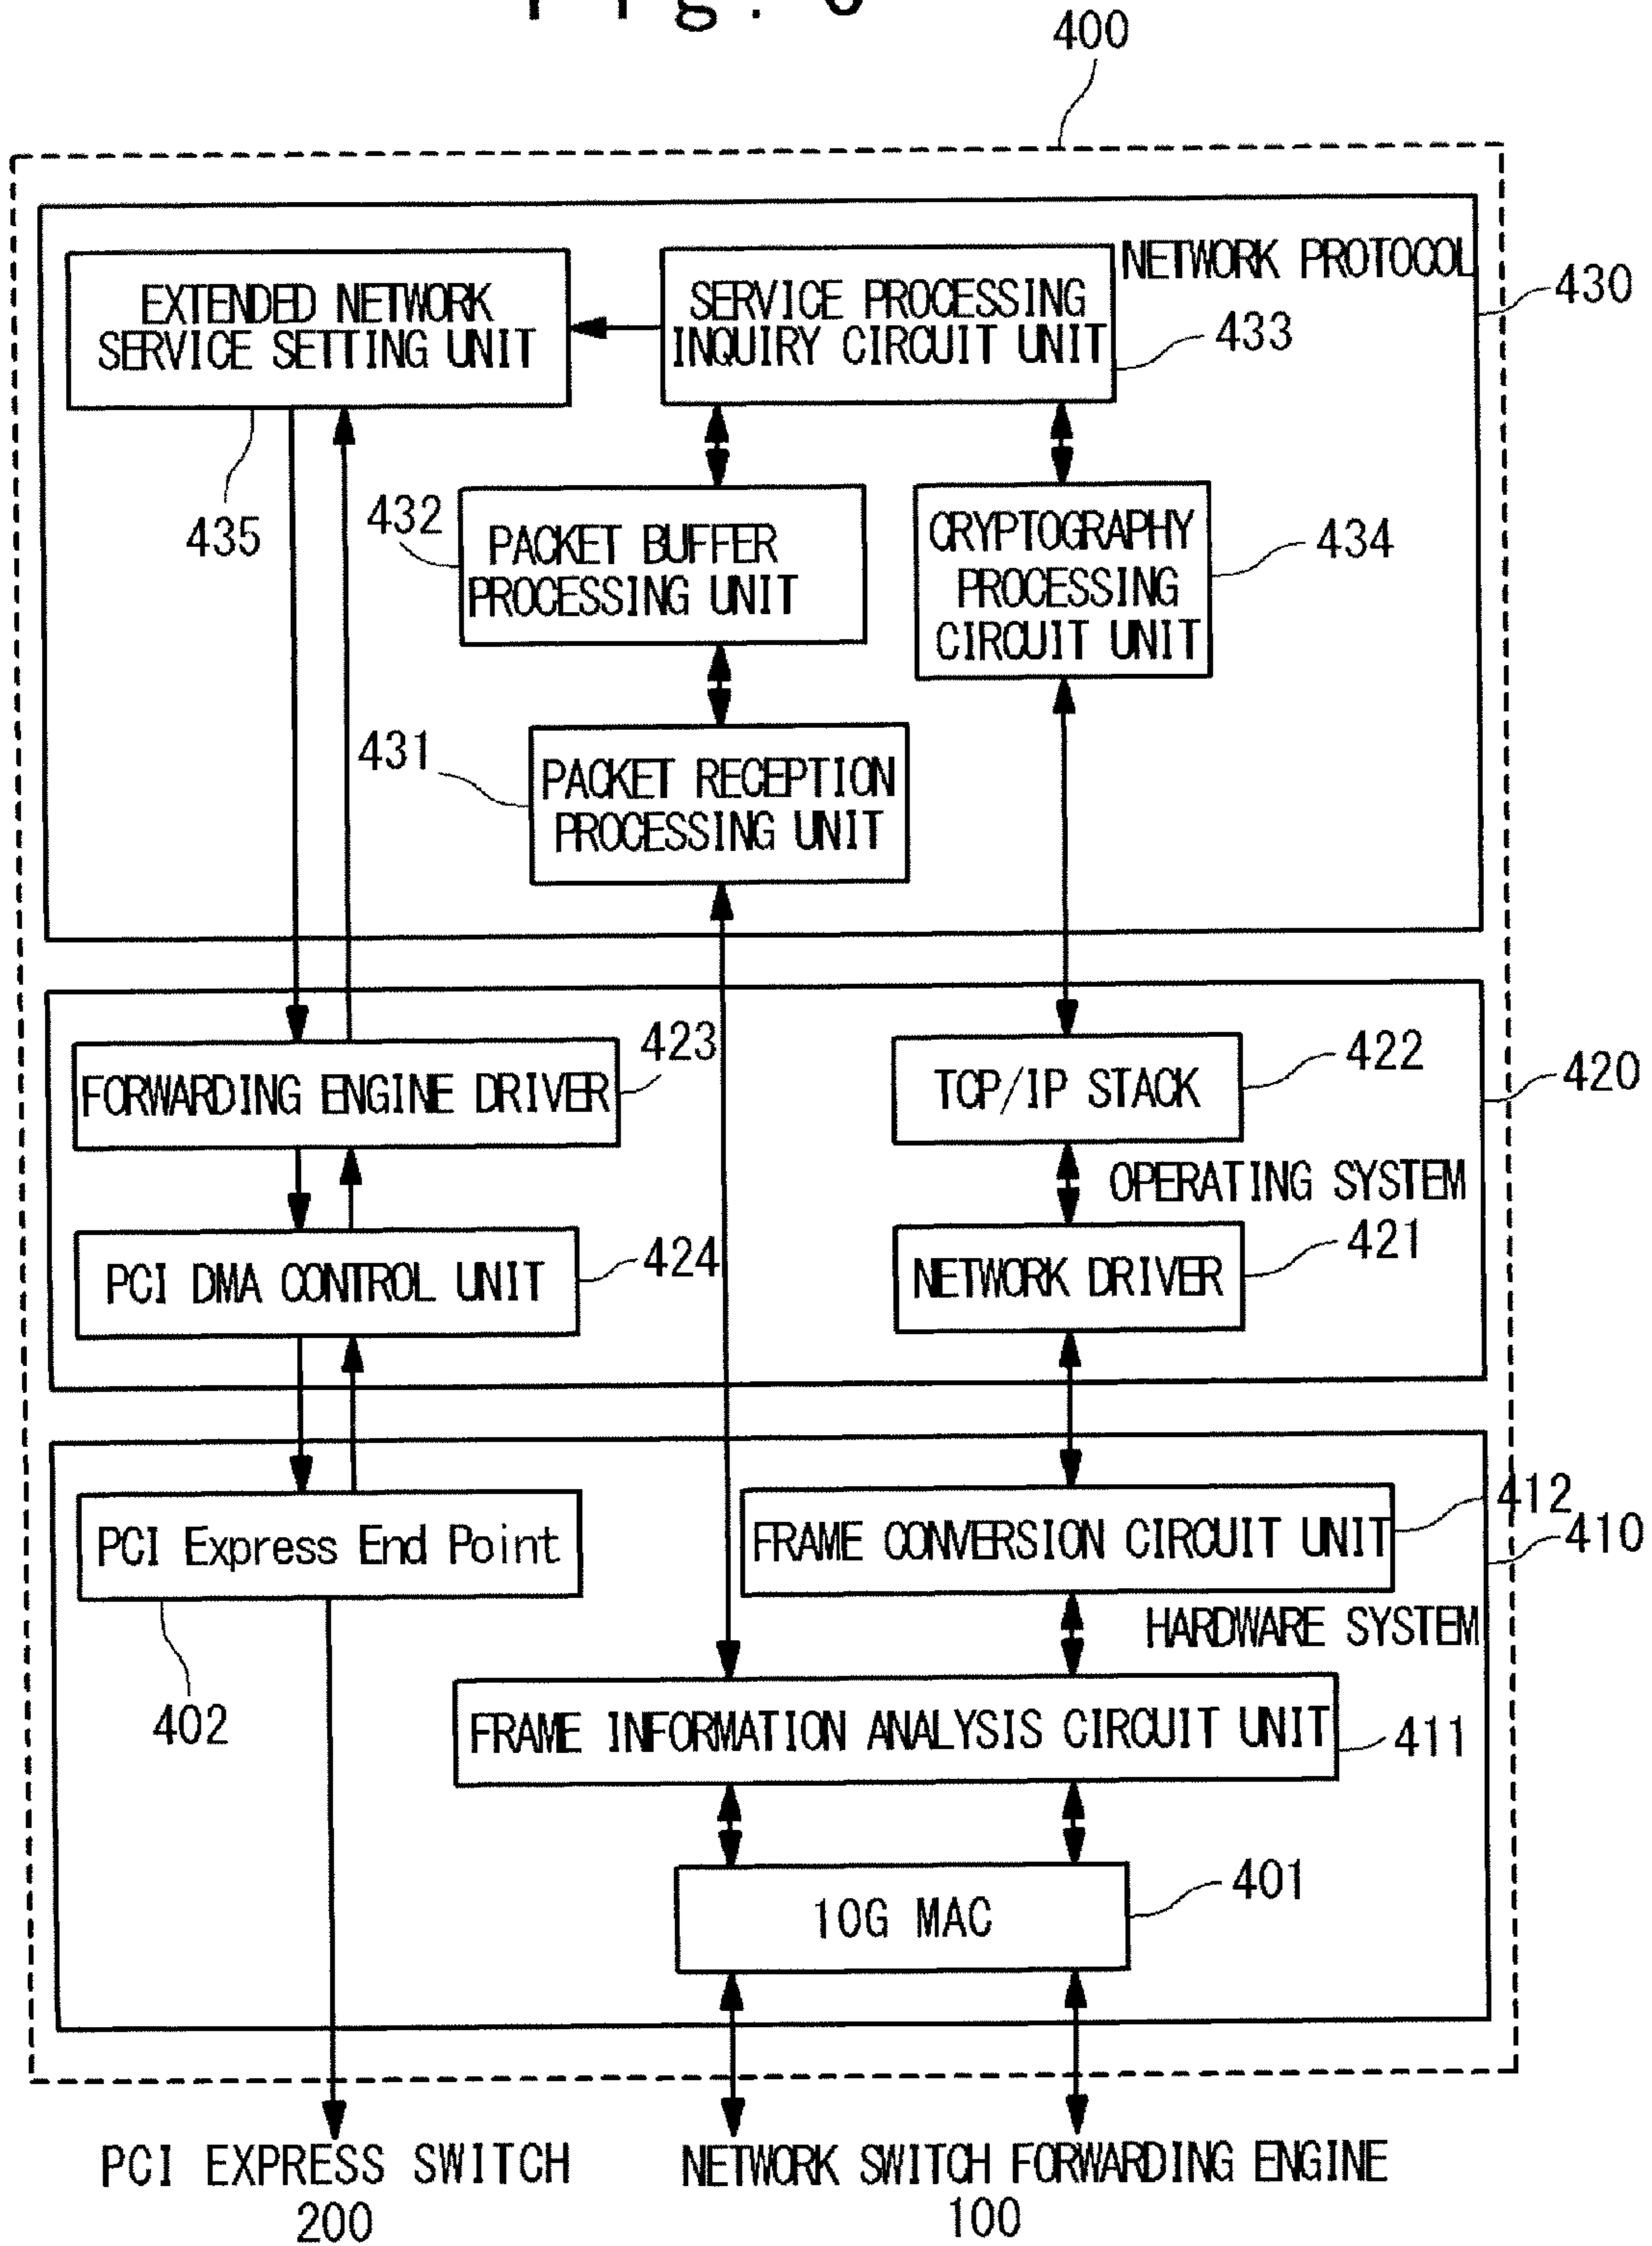 400
NETWORK PROTOCOL
430
EXTENDED NETWORK
SERVICE SETTING UNIT
SERVICE PROCESSING
INQUIRY CIRCUIT UNIT
433
435
432
PACKET BUFFER
PROCESSING UNIT
CRYPTOGRAPHY
PROCESSING
CIRCUIT UNIT
434
431
PACKET RECEPTION
PROCESSING UNIT
423
FORWARDING ENGINE DRIVER
TCP/IP STACK
422
420
OPERATING SYSTEM
PCI DMA CONTROL UNIT
424
NETWORK DRIVER
421
PCI Express End Point
402
FRAME CONVERSION CIRCUIT UNIT
412
410
HARDWARE SYSTEM
FRAME INFORMATION ANALYSIS CIRCUIT UNIT
411
10G MAC
401
PCI EXPRESS SWITCH
200
NETWORK SWITCH FORWARDING ENGINE
100